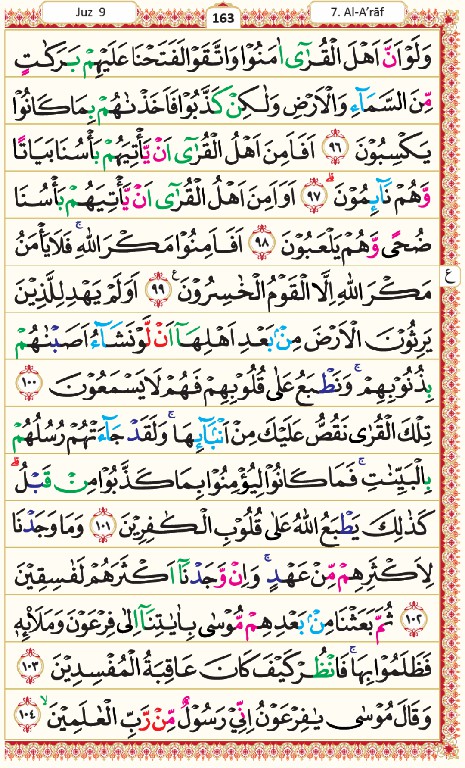 Juz 9
163
7. Al-A'râf
وَلَوْ اَنَّ اَهْلَ الْقُرٰٓى اٰمَنُوْا وَاتَّقَوْا لَفَتَحْنَا عَلَيْهِمْ بَرَكٰتٍ
مِّنَ السَّمَآءِ وَالْاَرْضِ وَلٰكِنْ كَذَّبُوْا فَاَخَذْنٰهُمْ بِمَا كَانُوْا
يَكْسِبُوْنَ ۝٩٦ اَفَاَمِنَ اَهْلُ الْقُرٰٓى اَنْ يَّأْتِيَهُمْ بَأْسُنَا بَيَاتًا
وَّهُمْ نَآئِمُوْنَ ۝٩٧ اَوَاَمِنَ اَهْلُ الْقُرٰٓى اَنْ يَّأْتِيَهُمْ بَأْسُنَا
ضُحًى وَّهُمْ يَلْعَبُوْنَ ۝٩٨ اَفَاَمِنُوْا مَكْرَ اللّٰهِ ۚ فَلَا يَأْمَنُ
مَكْرَ اللّٰهِ اِلَّا الْقَوْمُ الْخٰسِرُوْنَ ۝٩٩ اَوَلَمْ يَهْدِ لِلَّذِيْنَ
ع
يَرِثُوْنَ الْاَرْضَ مِنْۢ بَعْدِ اَهْلِهَآ اَنْ لَّوْ نَشَآءُ اَصَبْنٰهُمْ
بِذُنُوْبِهِمْ ۚ وَنَطْبَعُ عَلٰى قُلُوْبِهِمْ فَهُمْ لَا يَسْمَعُوْنَ ۝١٠٠
تِلْكَ الْقُرٰى نَقُصُّ عَلَيْكَ مِنْ اَنْۢبَآئِهَا ۚ وَلَقَدْ جَآءَتْهُمْ رُسُلُهُمْ
بِالْبَيِّنٰتِ ۚ فَمَا كَانُوْا لِيُؤْمِنُوْا بِمَا كَذَّبُوْا مِنْ قَبْلُ ؕ
كَذٰلِكَ يَطْبَعُ اللّٰهُ عَلٰى قُلُوْبِ الْكٰفِرِيْنَ ۝١٠١ وَمَا وَجَدْنَا
لِاَكْثَرِهِمْ مِّنْ عَهْدٍ ۚ وَاِنْ وَّجَدْنَآ اَكْثَرَهُمْ لَفٰسِقِيْنَ
۝١٠٢ ثُمَّ بَعَثْنَا مِنْۢ بَعْدِهِمْ مُّوْسٰى بِاٰيٰتِنَآ اِلٰى فِرْعَوْنَ وَمَلَا۟ئِهٖ
فَظَلَمُوْا بِهَا ۚ فَانْظُرْ كَيْفَ كَانَ عَاقِبَةُ الْمُفْسِدِيْنَ ۝١٠٣
وَقَالَ مُوْسٰى يٰفِرْعَوْنُ اِنِّيْ رَسُوْلٌ مِّنْ رَّبِّ الْعٰلَمِيْنَ ۙ ۝١٠٤